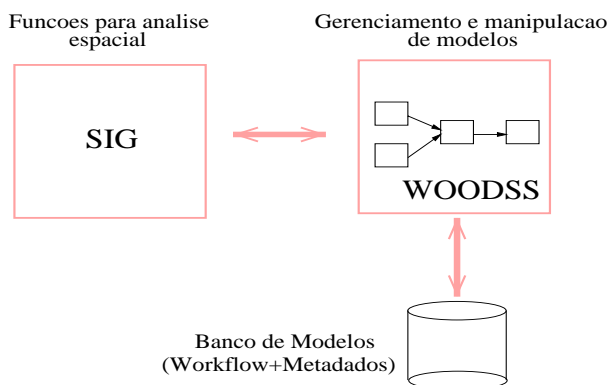 Funcoes para analise
espacial
Gerenciamento e manipulacao
de modelos
SIG
WOODSS
Banco de Modelos
(Workflow+Metadados)